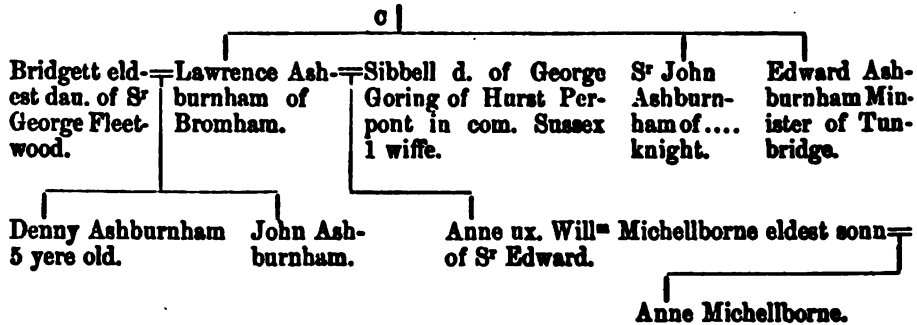 c
Bridgett eld-
est dau. of Sr
George Fleet-
wood.
Lawrence Ash-
burnham of
Bromham.
Sibbell d. of George
Goring of Hurst Per-
pont in com. Sussex
1 wiffe.
Sr John
Ashburn-
ham of ....
knight.
Edward Ash-
burnham Min-
ister of Tun-
bridge.
Denny Ashburnham
5 yere old.
John Ash-
burnham.
Anne ux. Willm Michellborne eldest sonn
of Sr Edward.
Anne Michellborne.